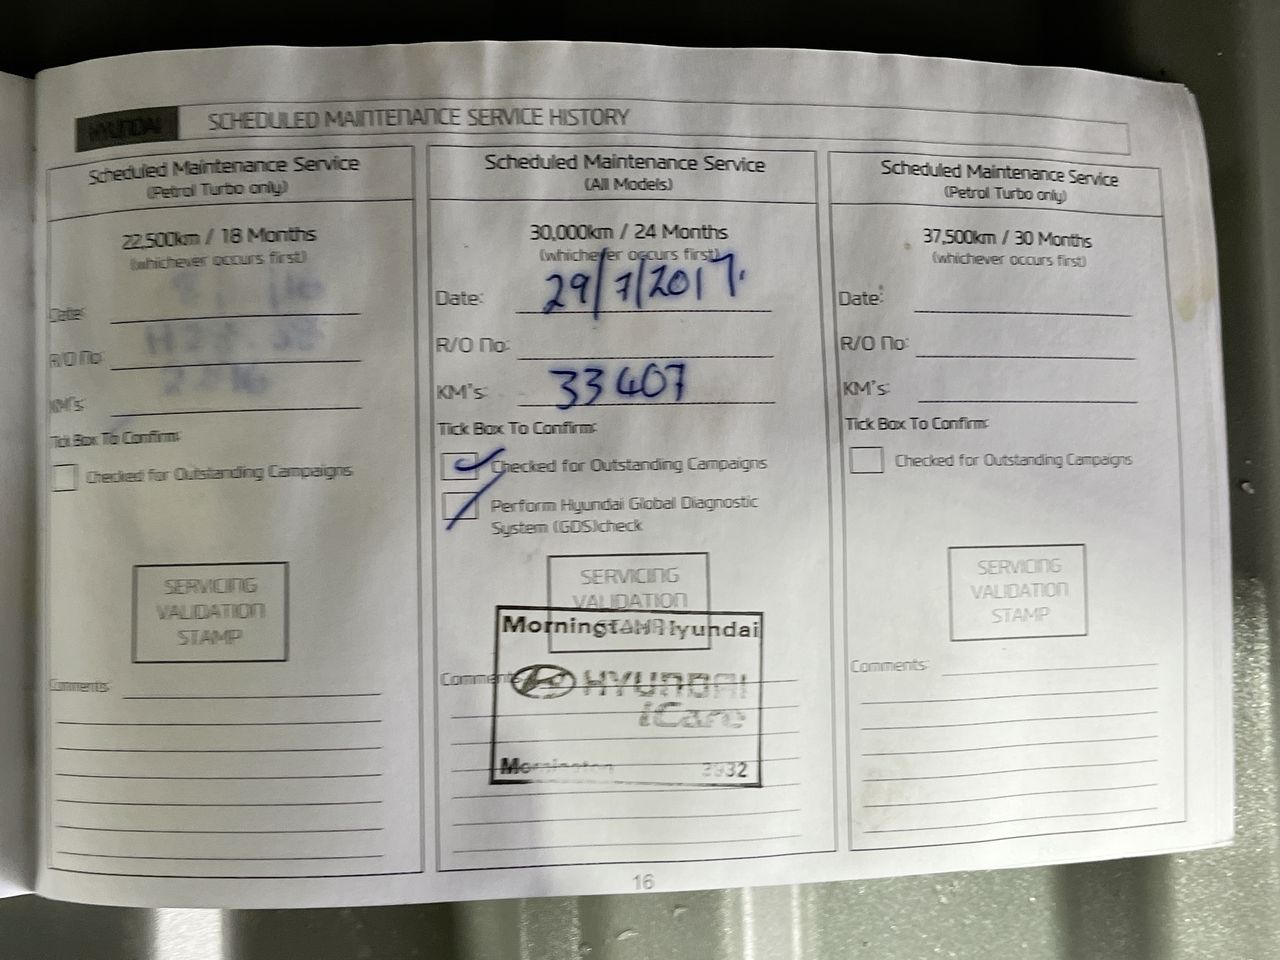 HYUNDAI
SCHEDULED MAINTENANCE SERVICE HISTORY
Scheduled Maintenance Service
(Petrol Turbo only)
22,500km / 18 Months
(whichever occurs first)
Date:
R/O No:
KM's:
Tick Box To Confirm:
Checked for Outstanding Campaigns
SERVICING
VALIDATION
STAMP
Comments:
Scheduled Maintenance Service
(All Models)
30,000km / 24 Months
(whichever occurs first)
Date: 29/7/2017.
R/O No:
KM's: 33407
Tick Box To Confirm:
Checked for Outstanding Campaigns
Perform Hyundai Global Diagnostic
System (GDS)check
SERVICING
VALIDATION
STAMP
Mornington Hyundai
Comments:
HYUNDAI
iCare
Mornington 3932
Scheduled Maintenance Service
(Petrol Turbo only)
37,500km / 30 Months
(whichever occurs first)
Date:
R/O No:
KM's:
Tick Box To Confirm:
Checked for Outstanding Campaigns
SERVICING
VALIDATION
STAMP
Comments:
16